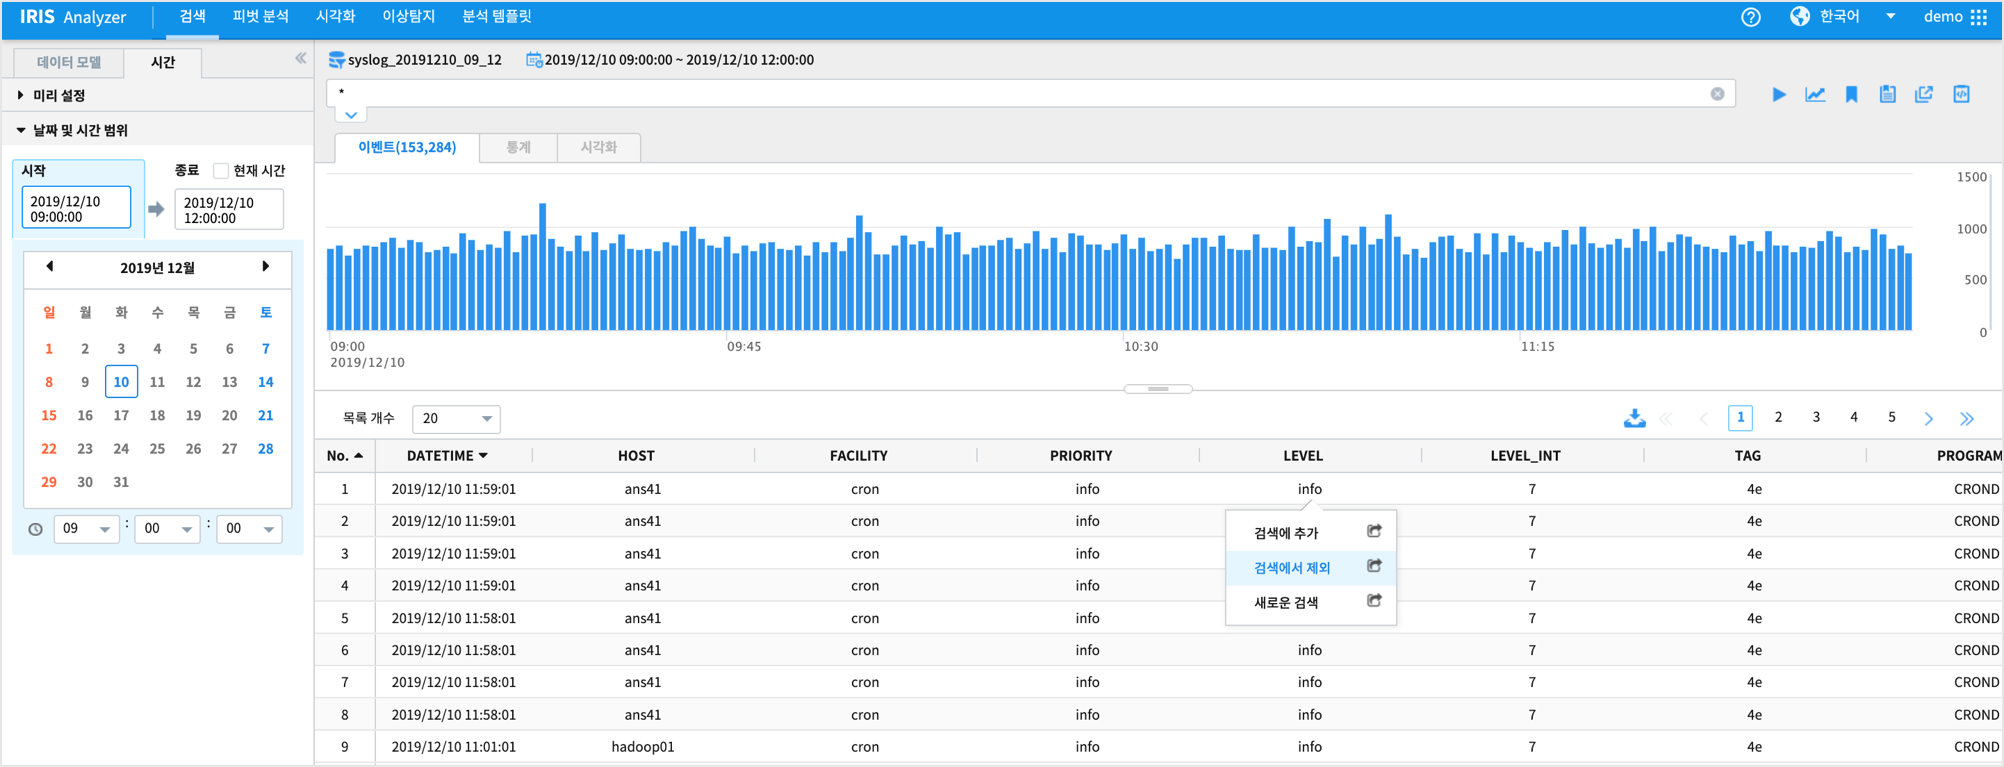 IRIS Analyzer 검색 피벗 분석 시각화 이상탐지 분석 템플릿 한국어 demo
데이터 모델 시간
미리 설정
날짜 및 시간 범위
시작 종료 현재 시간
2019/12/10 09:00:00
2019/12/10 12:00:00
2019년 12월
일 월 화 수 목 금 토
1 2 3 4 5 6 7
8 9 10 11 12 13 14
15 16 17 18 19 20 21
22 23 24 25 26 27 28
29 30 31
09 : 00 : 00
syslog_20191210_09_12 2019/12/10 09:00:00 ~ 2019/12/10 12:00:00
*
이벤트(153,284) 통계 시각화
1500
1000
500
0
09:00 09:45 10:30 11:15
2019/12/10
목록 개수 20 1 2 3 4 5
No. DATETIME HOST FACILITY PRIORITY LEVEL LEVEL_INT TAG PROGRAM
1 2019/12/10 11:59:01 ans41 cron info info 7 4e CROND
2 2019/12/10 11:59:01 ans41 cron info 7 4e CROND
3 2019/12/10 11:59:01 ans41 cron info 7 4e CROND
4 2019/12/10 11:59:01 ans41 cron info 7 4e CROND
5 2019/12/10 11:58:01 ans41 cron info 7 4e CROND
6 2019/12/10 11:58:01 ans41 cron info info 7 4e CROND
7 2019/12/10 11:58:01 ans41 cron info info 7 4e CROND
8 2019/12/10 11:58:01 ans41 cron info info 7 4e CROND
9 2019/12/10 11:01:01 hadoop01 cron info info 7 4e CROND
검색에 추가
검색에서 제외
새로운 검색